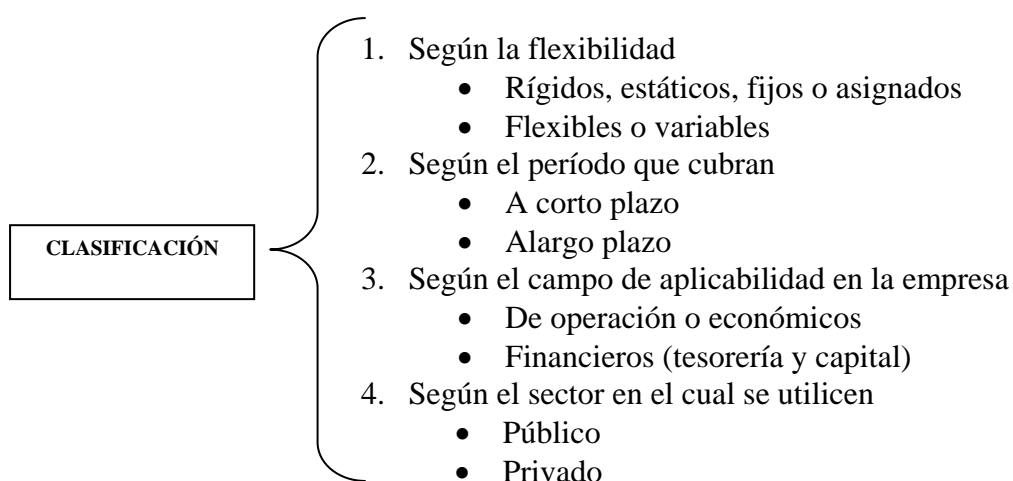 1. Según la flexibilidad
• Rígidos, estáticos, fijos o asignados
• Flexibles o variables
2. Según el período que cubran
• A corto plazo
• Alargo plazo
CLASIFICACIÓN
3. Según el campo de aplicabilidad en la empresa
• De operación o económicos
• Financieros (tesorería y capital)
4. Según el sector en el cual se utilicen
• Público
• Privado